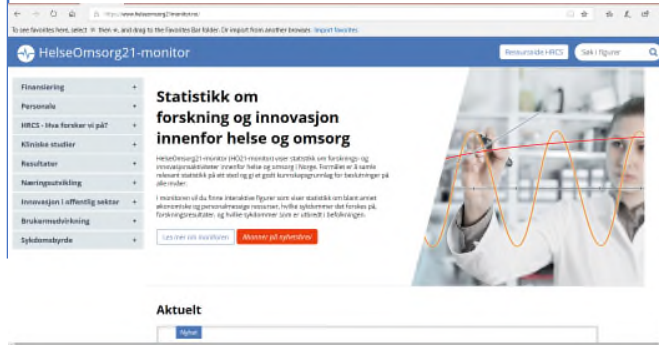 https://www.helseomsorg21monitor.no/
To see favorites here, select ☆ then ☆, and drag to the Favorites Bar folder. Or import from another browser. Import favorites
HelseOmsorg21-monitor
Ressursside HRCS
Søk i figurer
Finansiering +
Personale +
HRCS - Hva forsker vi på? +
Kliniske studier +
Resultater +
Næringsutvikling +
Innovasjon i offentlig sektor +
Brukermedvirkning +
Sykdomsbyrde +
Statistikk om
forskning og innovasjon
innenfor helse og omsorg
HelseOmsorg21-monitor (HO21-monitor) viser statistikk om forsknings- og
innovasjonsaktiviteter innenfor helse og omsorg i Norge. Formålet er å samle
relevant statistikk på ett sted og gi et godt kunnskapsgrunnlag for beslutninger på
alle nivåer.
I monitoren vil du finne interaktive figurer som viser statistikk om blant annet
økonomiske og personalmessige ressurser, hvilke sykdommer det forskes på,
forskningsresultater, og hvilke sykdommer som er utbredt i befolkningen.
Les mer om monitoren
Abonner på nyhetsbrev!
Aktuelt
Nyhet